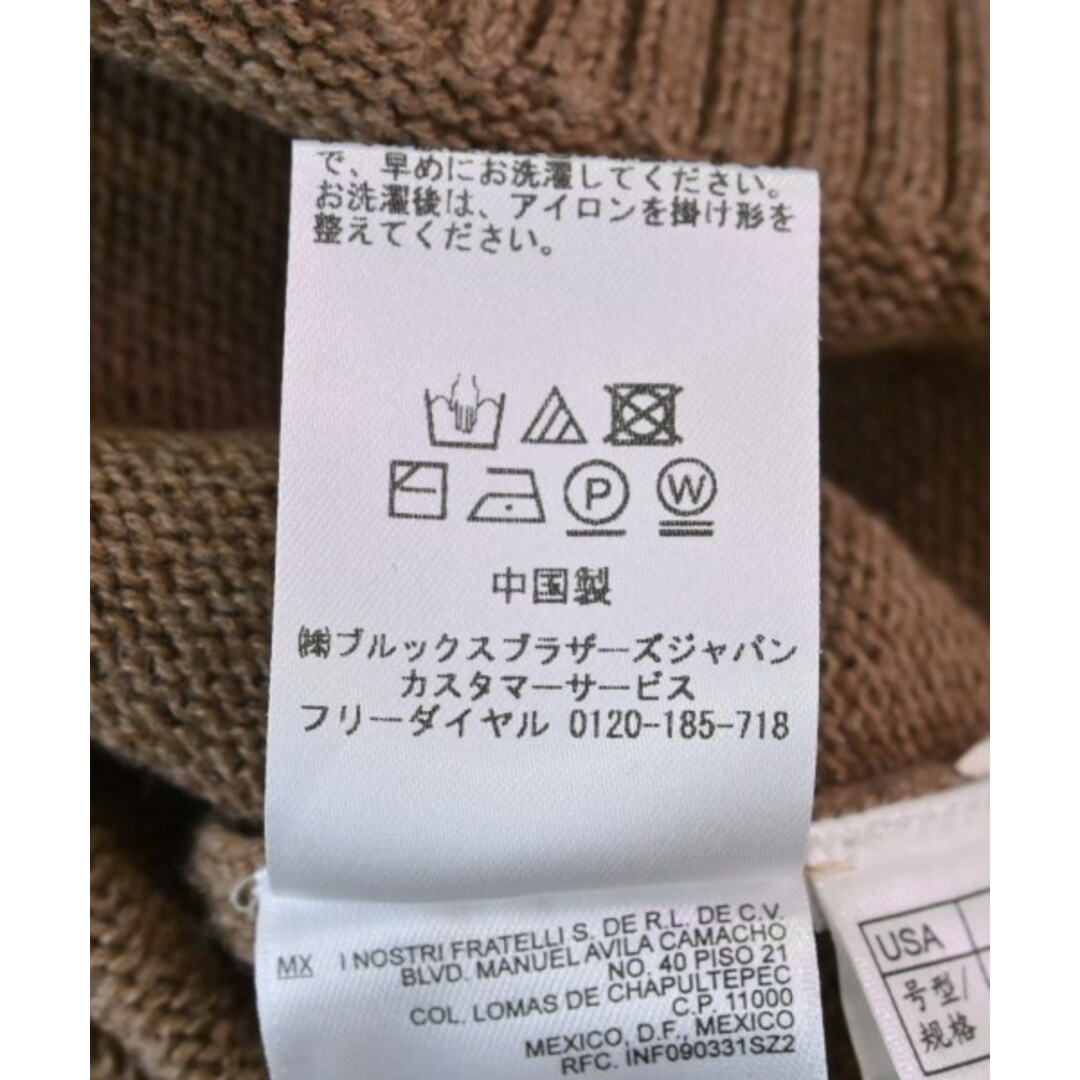 で、早めにお洗濯してください。
お洗濯後は、アイロンを掛け形を
整えてください。
P
W
中国製
㈱ブルックスブラザーズジャパン
カスタマーサービス
フリーダイヤル 0120-185-718
MX I NOSTRI FRATELLI S. DE R.L. DE C.V.
BLVD. MANUEL AVILA CAMACHO
NO. 40 PISO 21
COL. LOMAS DE CHAPULTEPEC
C.P. 11000
MEXICO, D.F., MEXICO
RFC. INF090331SZ2
USA
号型/
规格